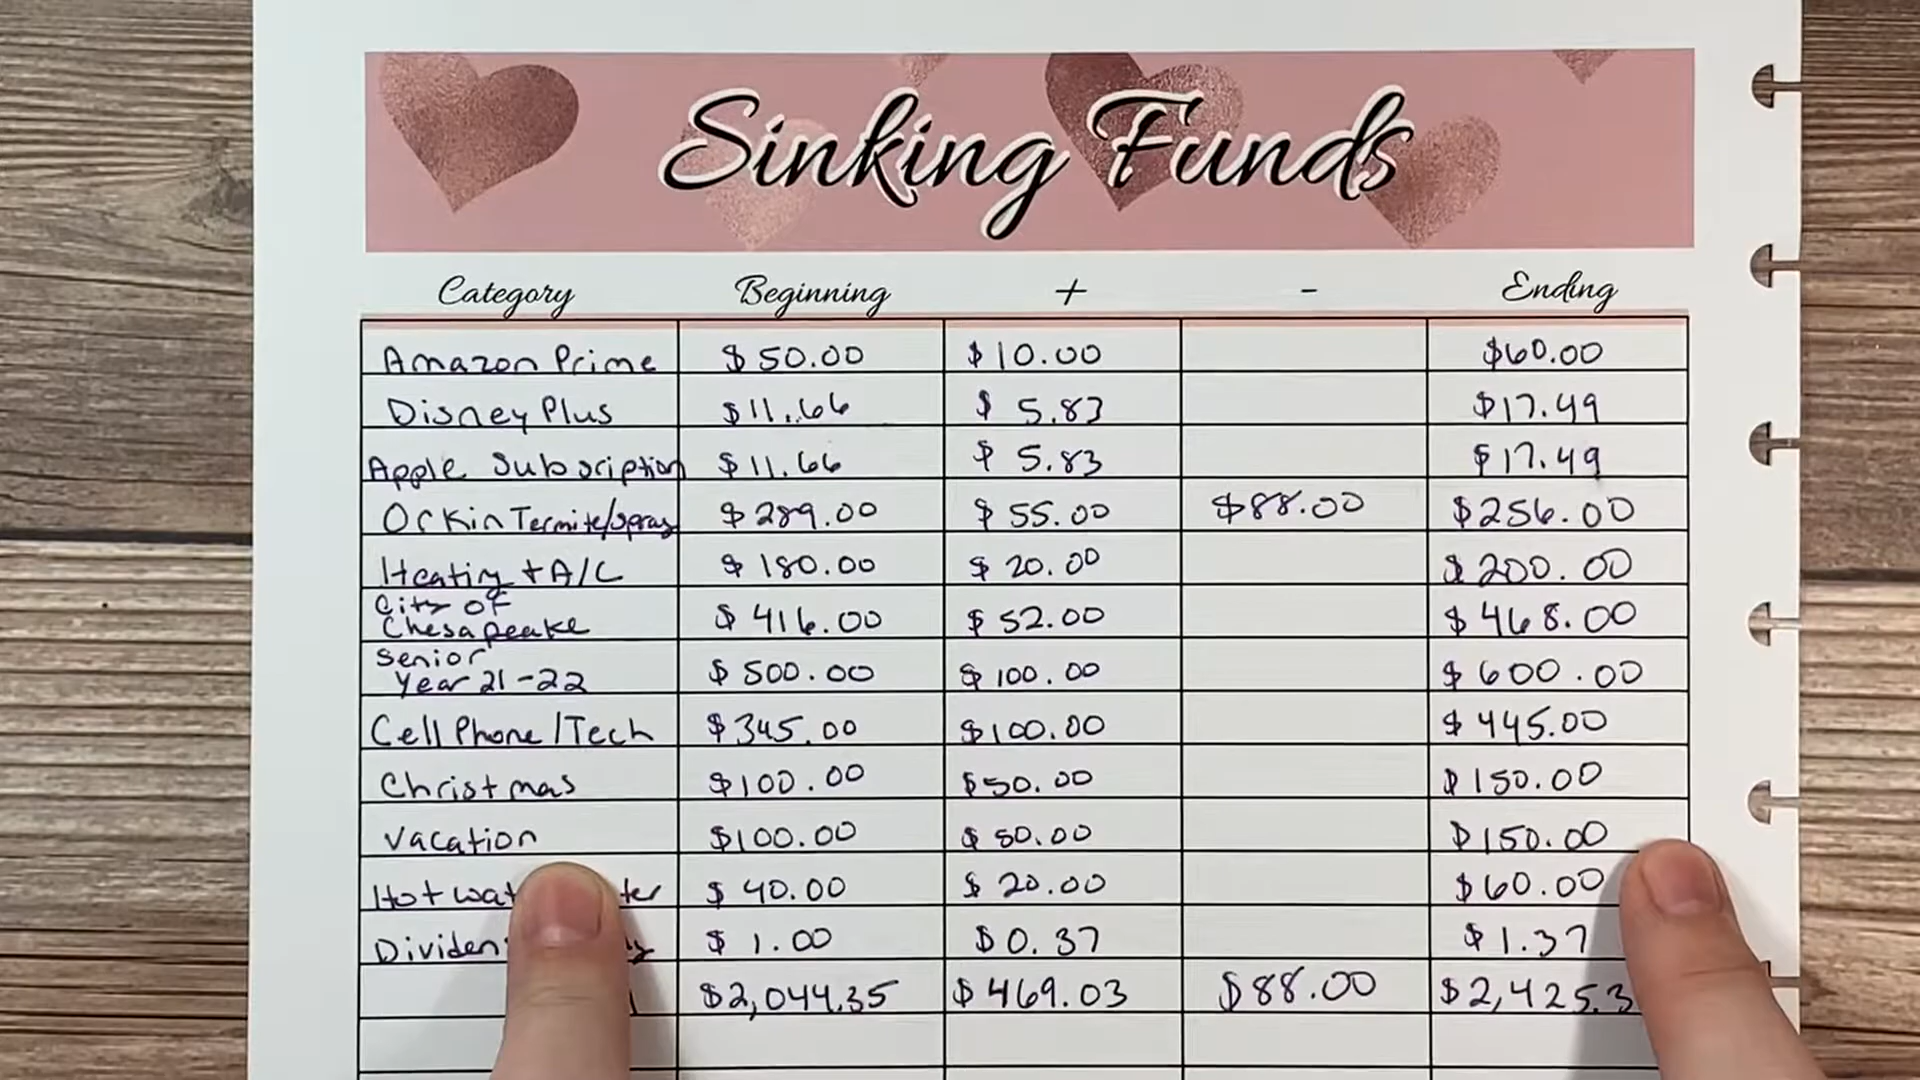 Sinking Funds
Category Beginning + - Ending
Amazon Prime $50.00 $10.00 $60.00
Disney Plus $11.66 $5.83 $17.49
Apple Subscription $11.66 $5.83 $17.49
Orkin Termite/Spray $289.00 $55.00 $88.00 $256.00
Heating + A/C $180.00 $20.00 $200.00
City of
Chesapeake $416.00 $52.00 $468.00
Senior
Year 21-22 $500.00 $100.00 $600.00
Cell Phone/Tech $345.00 $100.00 $445.00
Christmas $100.00 $50.00 $150.00
Vacation $100.00 $50.00 $150.00
Hot $40.00 $20.00 $60.00
$1.00 $0.37 $1.37
$2,044.35 $469.03 $88.00 $2,425.3